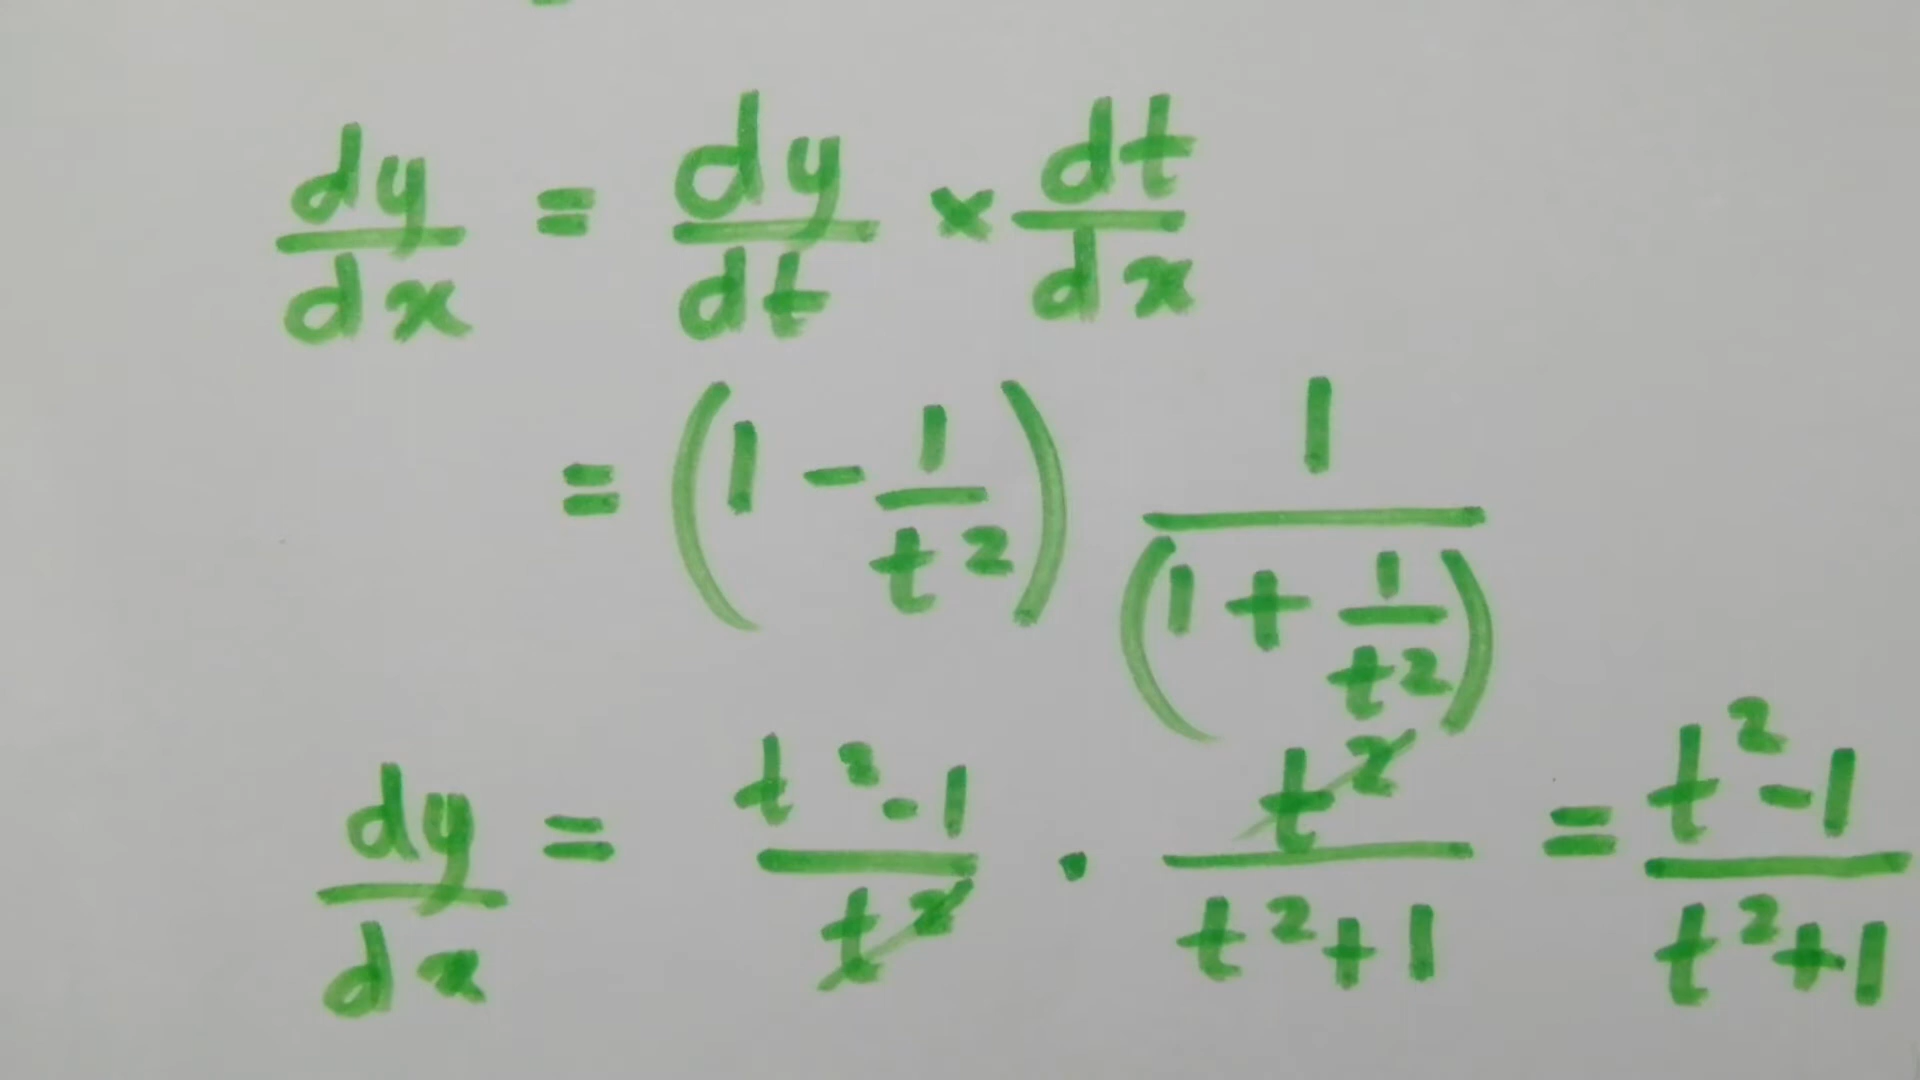 dy/dx = dy/dt × dt/dx
= (1 - 1/t²) 1/(1 + 1/t²)
dy/dx = t²-1/t² · t²/t²+1 = t²-1/t²+1